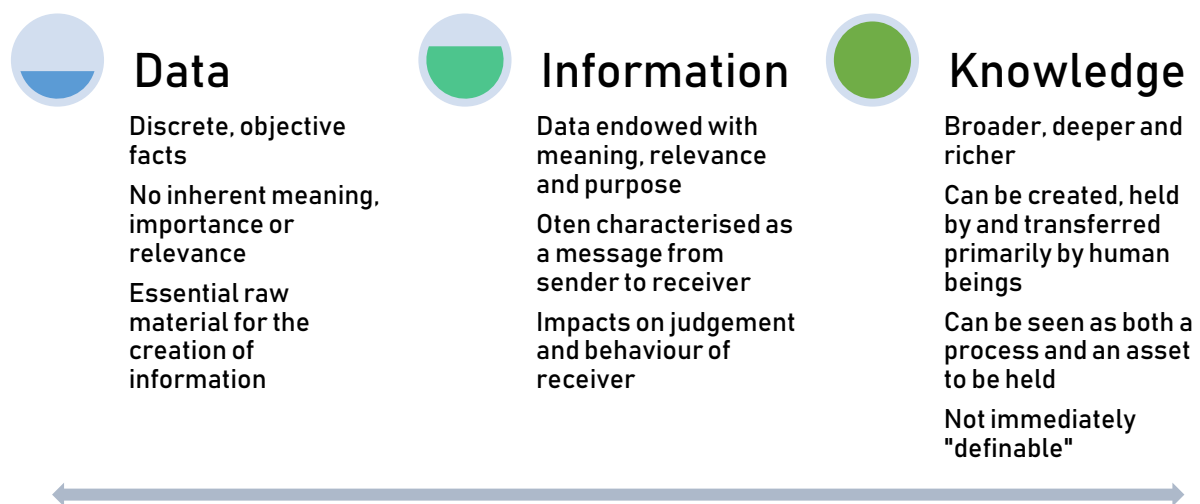 Data
Discrete, objective
facts
No inherent meaning,
importance or
relevance
Essential raw
material for the
creation of
information
Information
Data endowed with
meaning, relevance
and purpose
Oten characterised as
a message from
sender to receiver
Impacts on judgement
and behaviour of
receiver
Knowledge
Broader, deeper and
richer
Can be created, held
by and transferred
primarily by human
beings
Can be seen as both a
process and an asset
to be held
Not immediately
"definable"